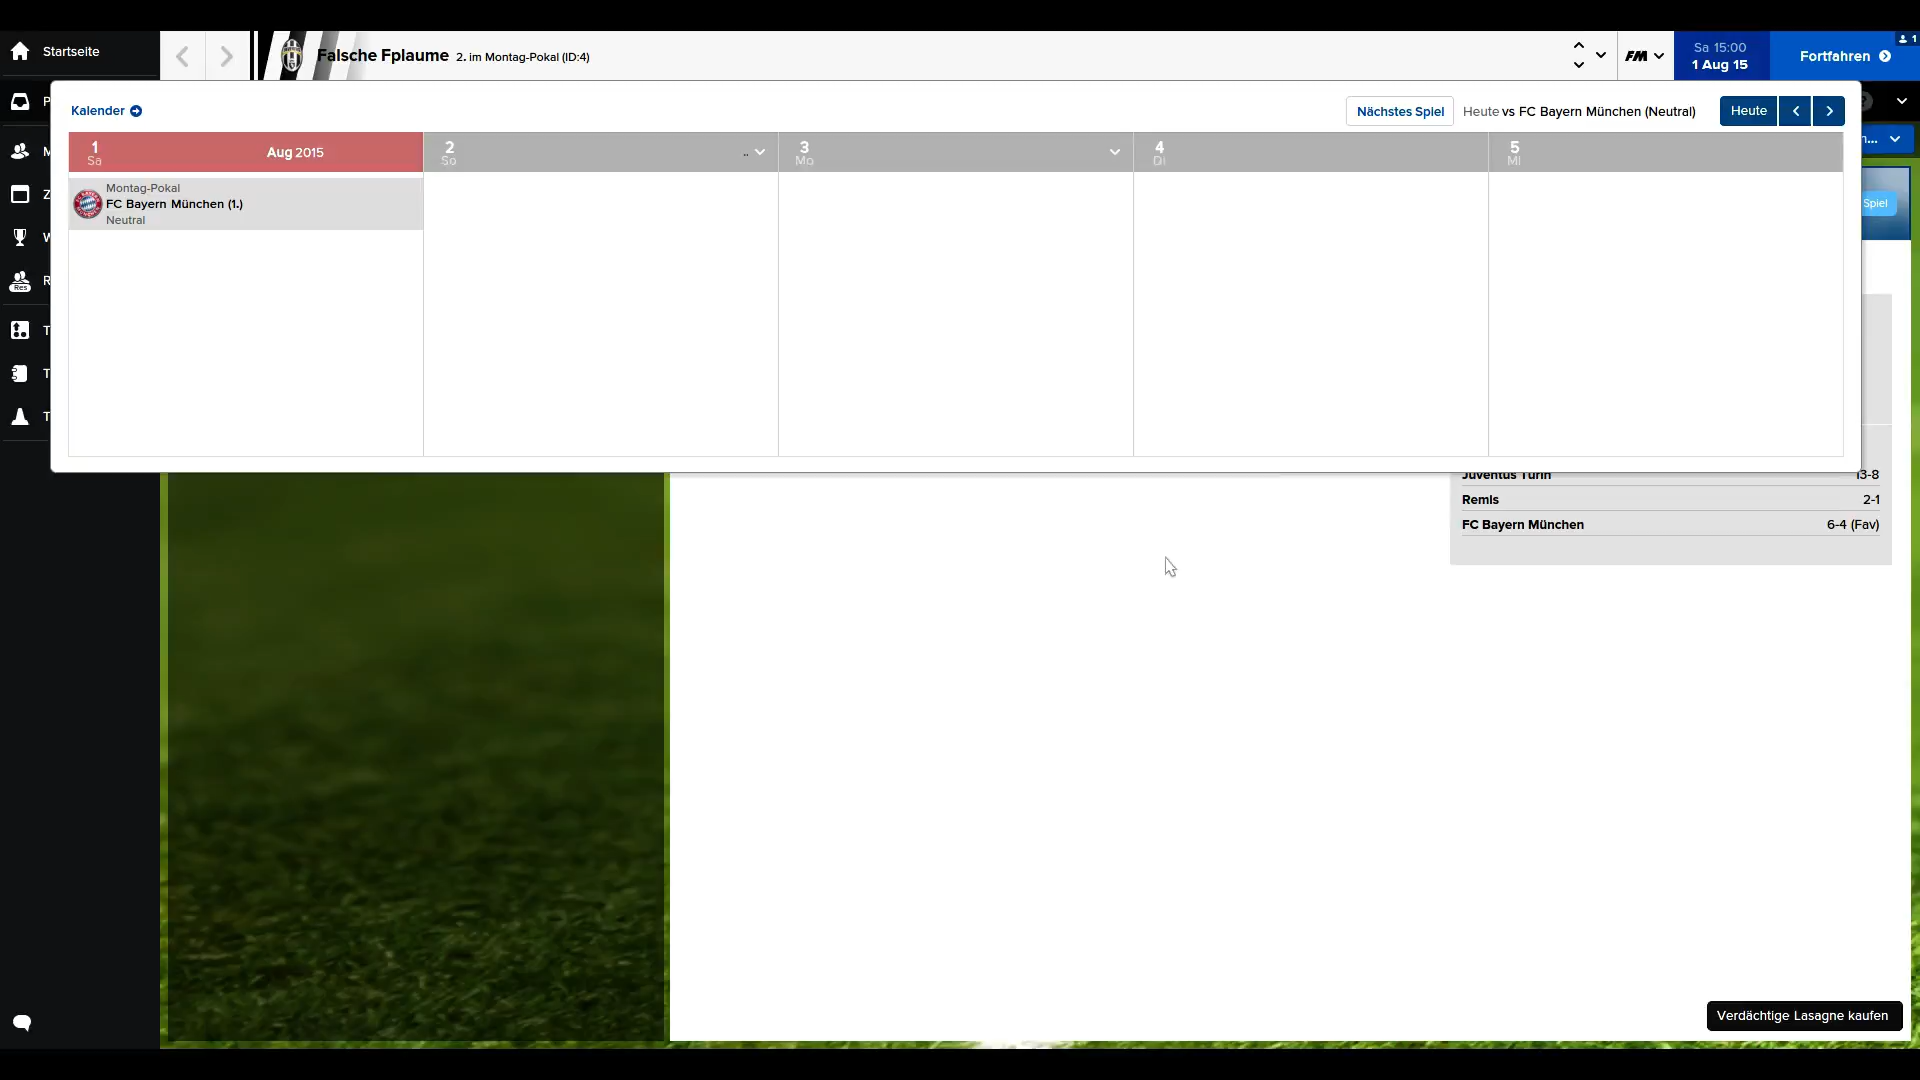 Startseite
Falsche Fplaume 2. im Montag-Pokal (ID:4)
FM
Sa 15:00
1 Aug 15
Fortfahren
1
Kalender
Nächstes Spiel
Heute vs FC Bayern München (Neutral)
Heute
1
Sa
Aug 2015
2
So
..
3
Mo
4
Di
5
Mi
Montag-Pokal
FC Bayern München (1.)
Neutral
Res
Spiel
Juventus Turin 13-8
Remis 2-1
FC Bayern München 6-4 (Fav)
Verdächtige Lasagne kaufen